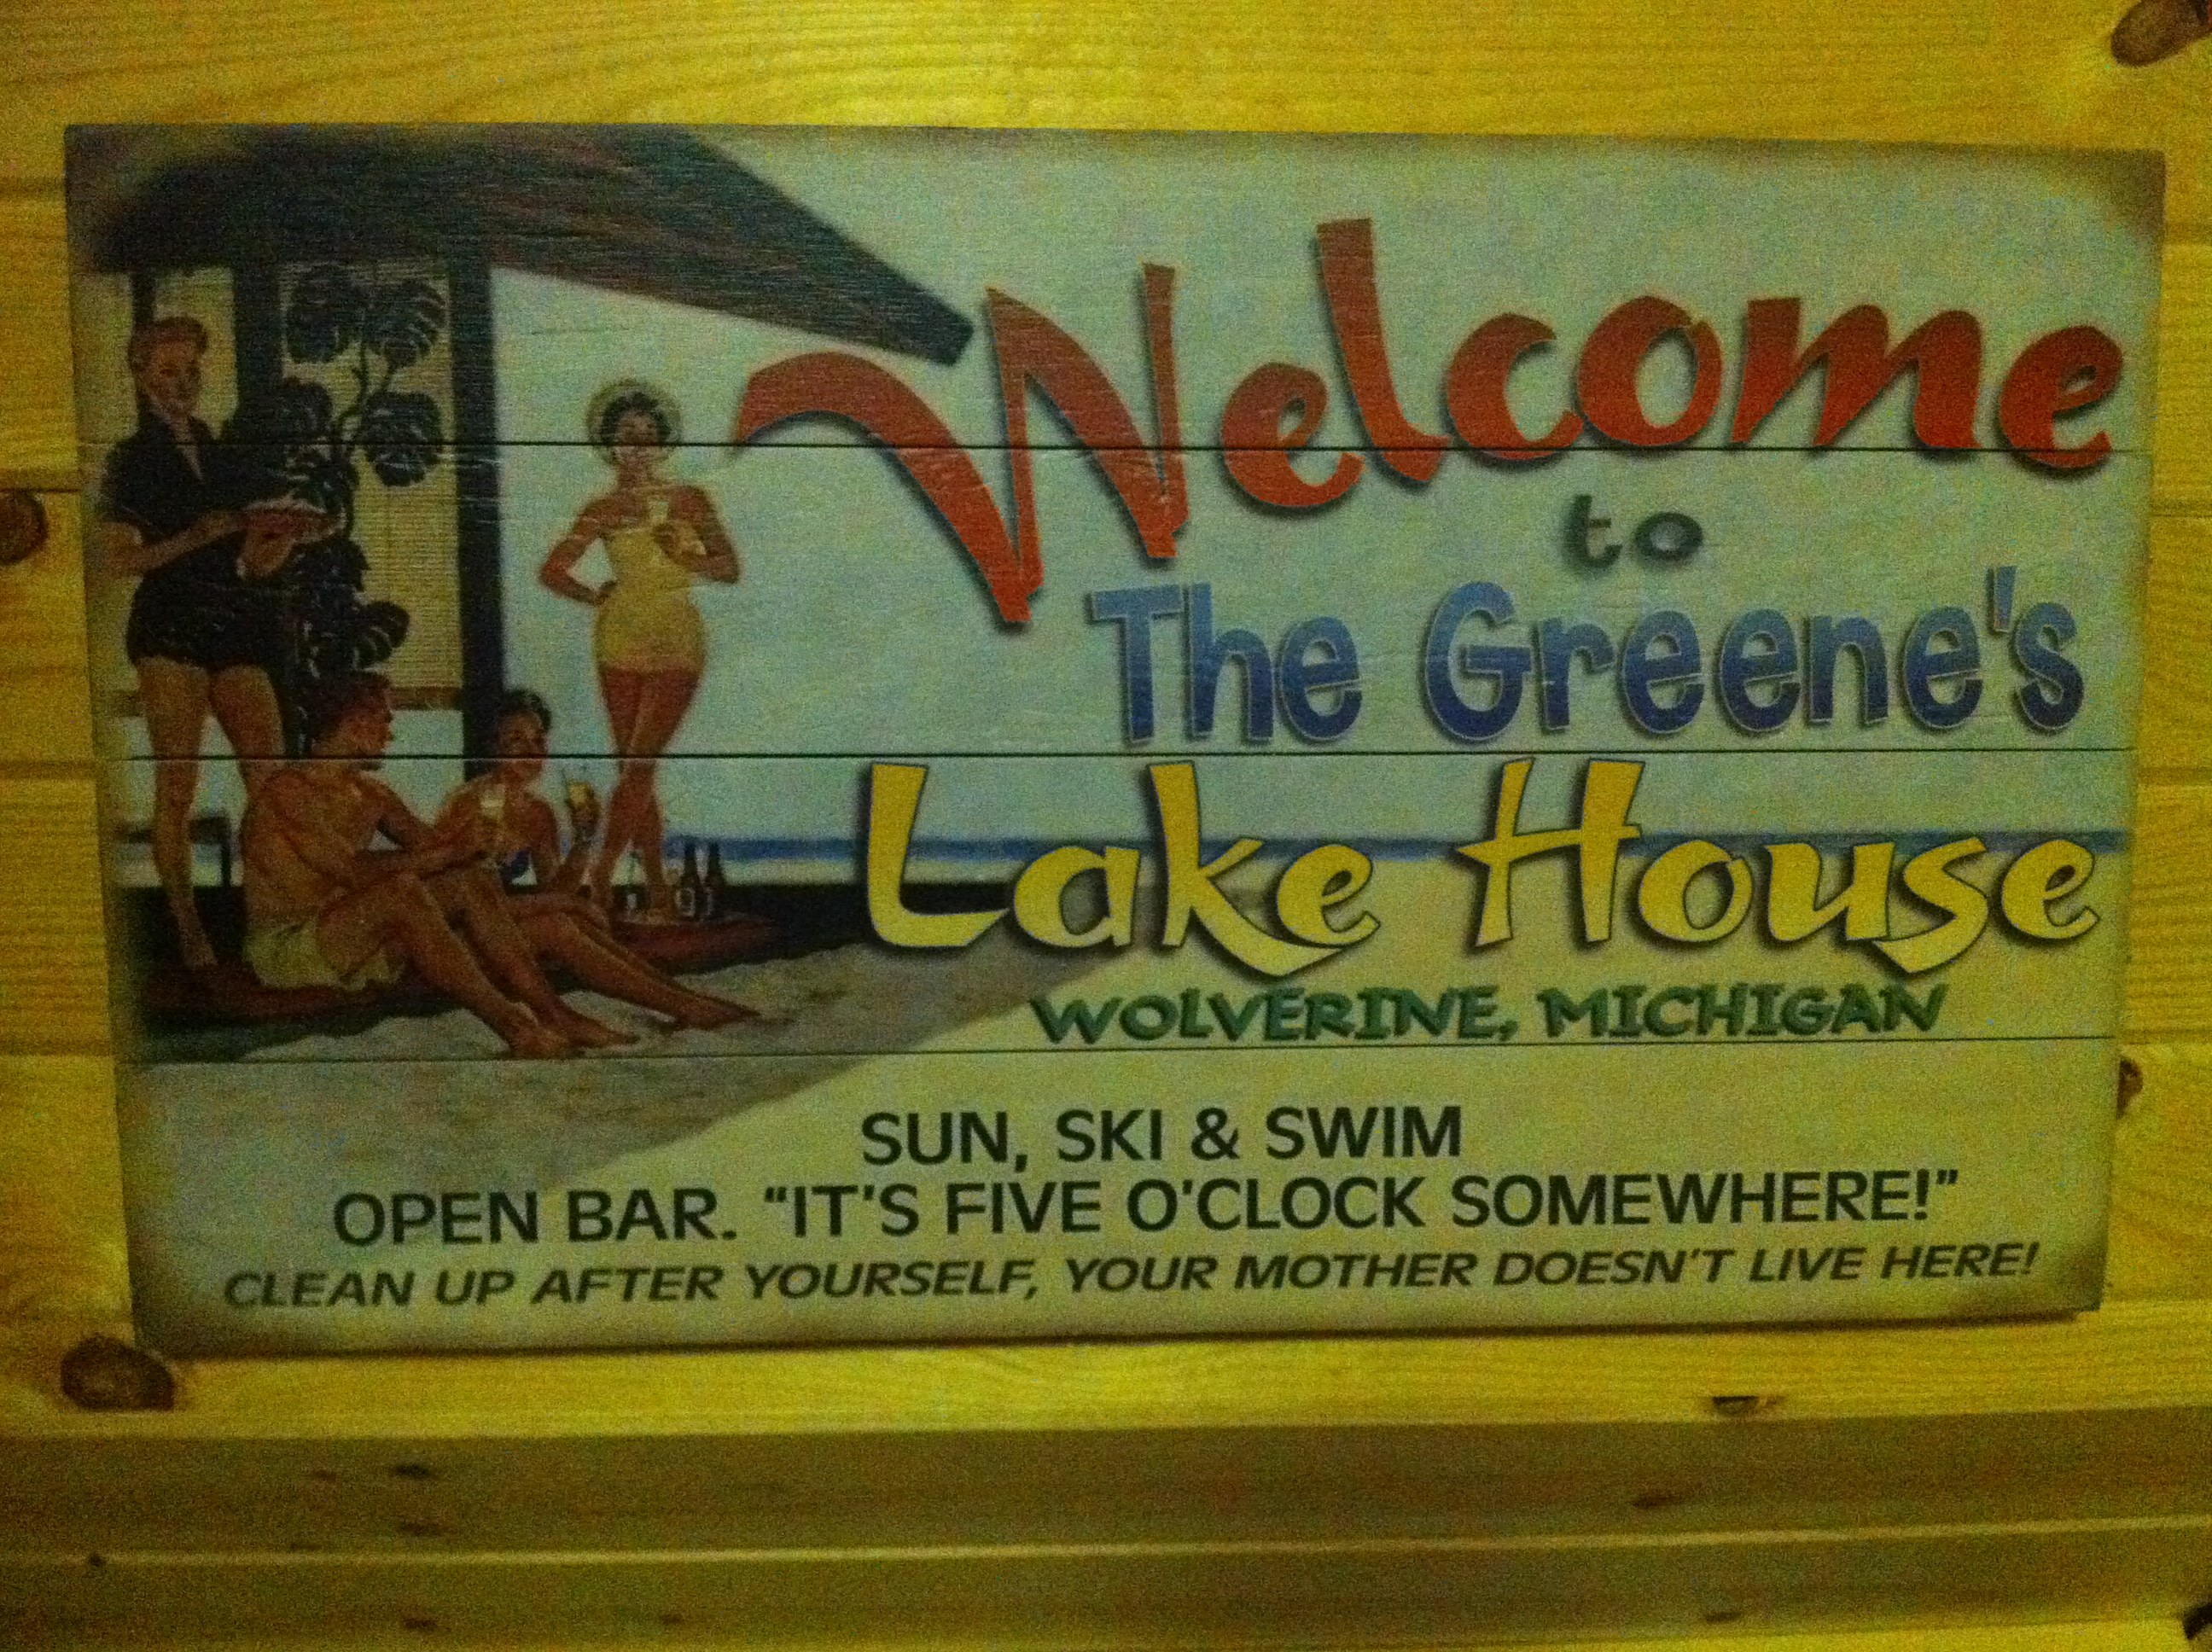 Welcome
to
The Greene's
Lake House
WOLVERINE, MICHIGAN
SUN, SKI & SWIM
OPEN BAR. "IT'S FIVE O'CLOCK SOMEWHERE!"
CLEAN UP AFTER YOURSELF, YOUR MOTHER DOESN'T LIVE HERE!